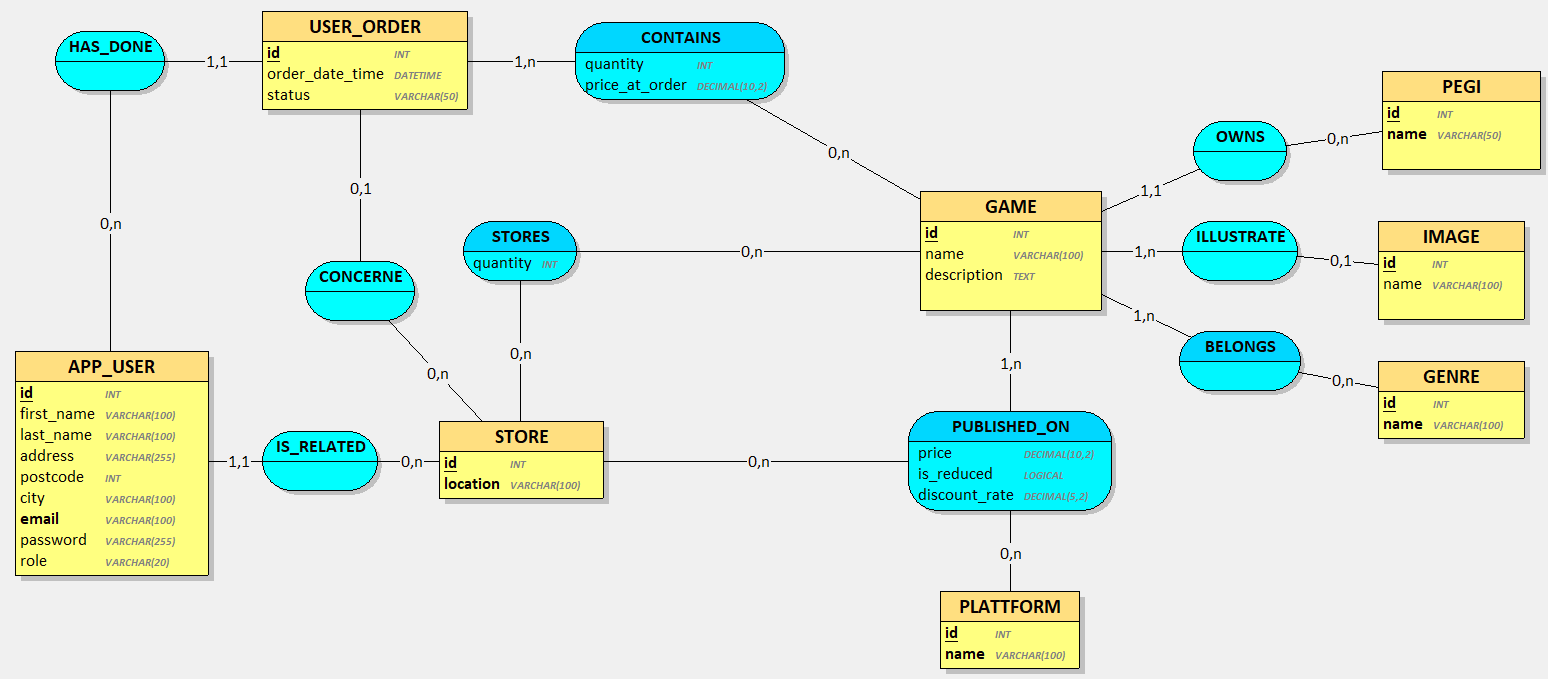 HAS_DONE
1,1
0,n
USER_ORDER
id INT
order_date_time DATETIME
status VARCHAR(50)
1,n
CONTAINS
quantity INT
price_at_order DECIMAL(10,2)
0,n
PEGI
id INT
name VARCHAR(50)
0,n
OWNS
1,1
0,1
CONCERNE
0,n
STORES
quantity INT
0,n
0,n
GAME
id INT
name VARCHAR(100)
description TEXT
1,n
ILLUSTRATE
0,1
IMAGE
id INT
name VARCHAR(100)
1,n
BELONGS
0,n
GENRE
id INT
name VARCHAR(100)
APP_USER
id INT
first_name VARCHAR(100)
last_name VARCHAR(100)
address VARCHAR(255)
postcode INT
city VARCHAR(100)
email VARCHAR(100)
password VARCHAR(255)
role VARCHAR(20)
1,1
IS_RELATED
0,n
STORE
id INT
location VARCHAR(100)
0,n
1,n
PUBLISHED_ON
price DECIMAL(10,2)
is_reduced LOGICAL
discount_rate DECIMAL(5,2)
0,n
PLATTFORM
id INT
name VARCHAR(100)